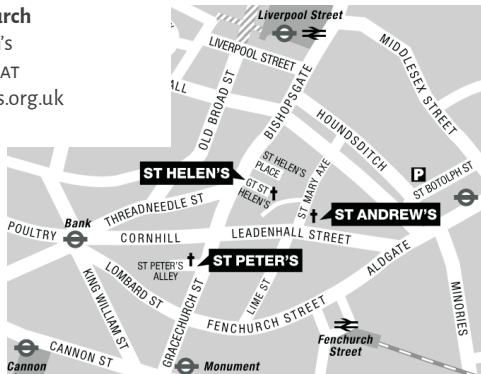 urch
's
AT
s.org.uk
Liverpool Street
LIVERPOOL STREET
MIDDLESEX STREET
ALL
OLD BROAD ST
BISHOPSGATE
HOUNDSDITCH
ST HELEN'S
PLACE
ST HELEN'S
GT ST
HELEN'S
ST MARY AXE
P
ST BOTOLPH ST
ST ANDREW'S
THREADNEEDLE ST
Bank
POULTRY
CORNHILL
LEADENHALL STREET
ST PETER'S
ALLEY
ST PETER'S
ALDGATE
LOMBARD ST
KING WILLIAM ST
GRACECHURCH ST
LIME ST
FENCHURCH STREET
MINORIES
Fenchurch
Street
CANNON ST
Cannon
Monument